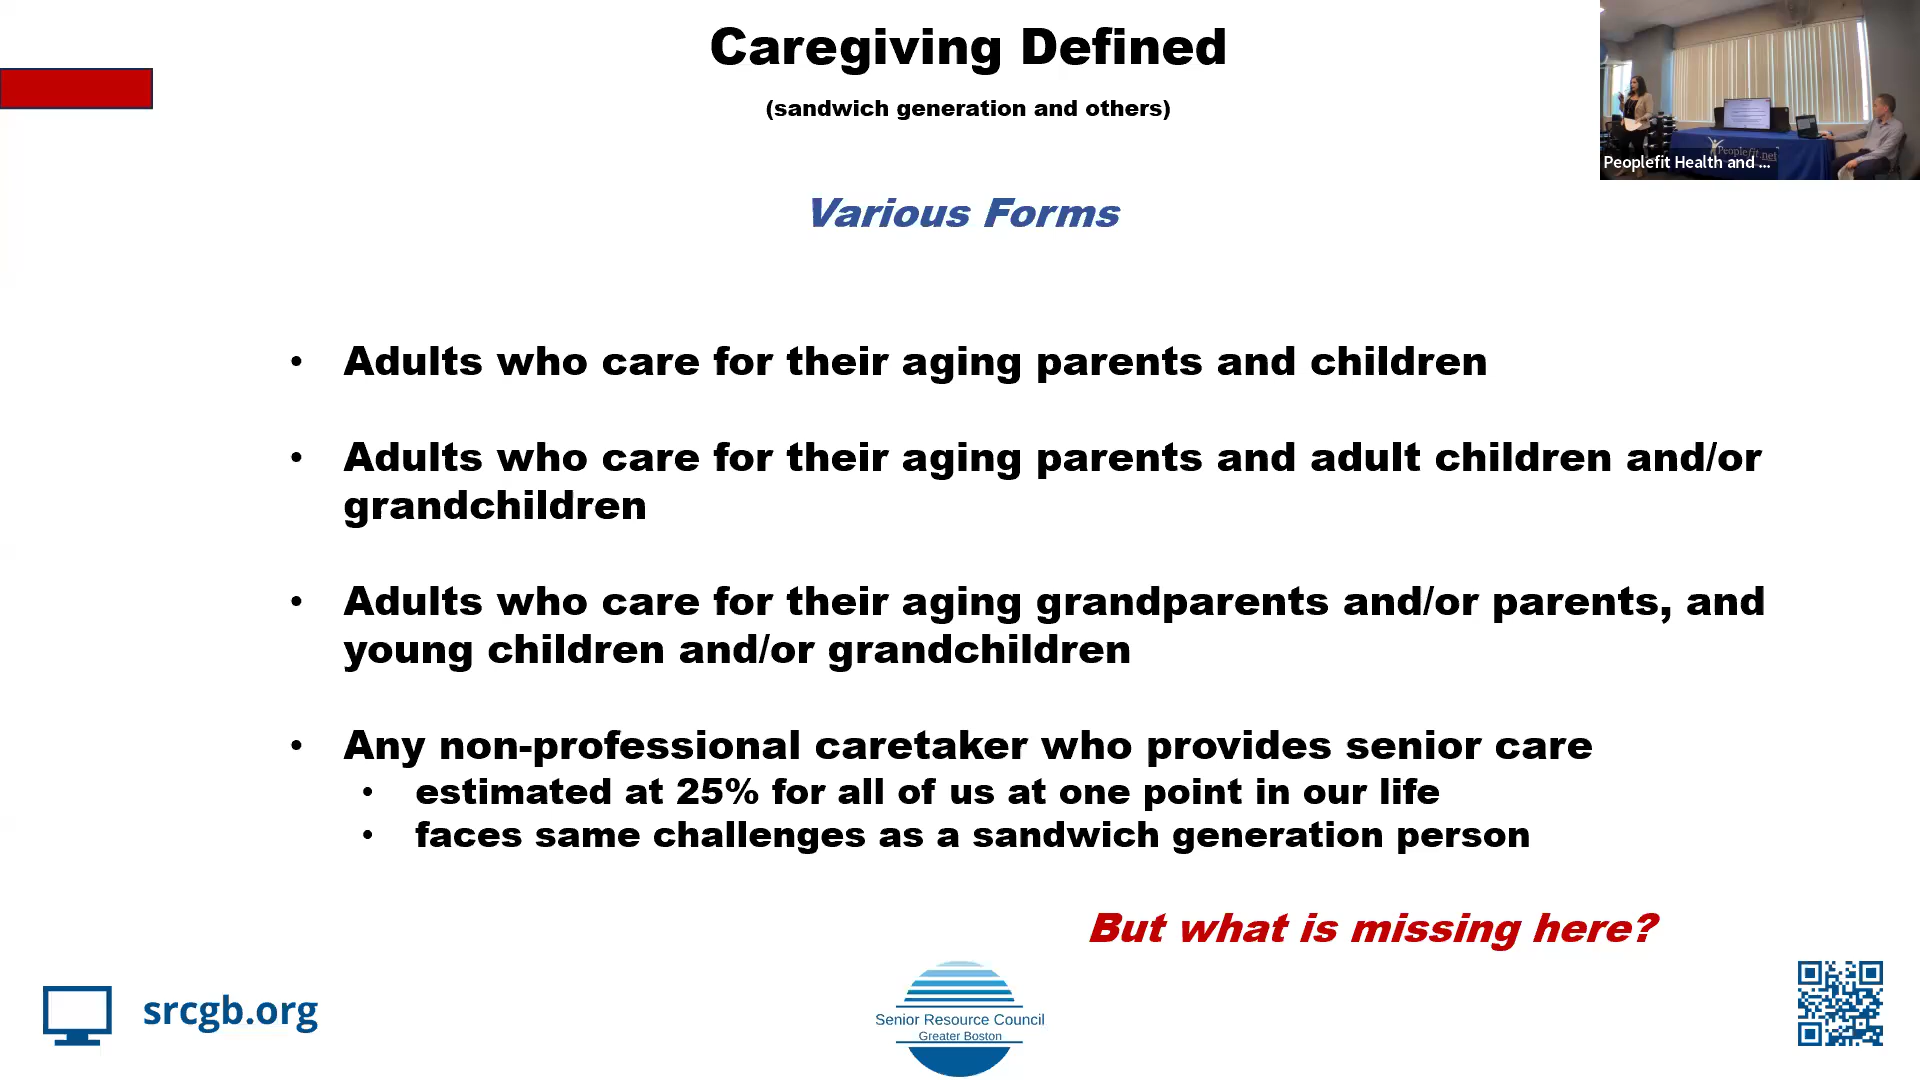 Caregiving Defined
(sandwich generation and others)
Peoplefit.net
Peoplefit Health and ...
Various Forms
• Adults who care for their aging parents and children
• Adults who care for their aging parents and adult children and/or
grandchildren
• Adults who care for their aging grandparents and/or parents, and
young children and/or grandchildren
• Any non-professional caretaker who provides senior care
• estimated at 25% for all of us at one point in our life
• faces same challenges as a sandwich generation person
But what is missing here?
srcgb.org
Senior Resource Council
Greater Boston